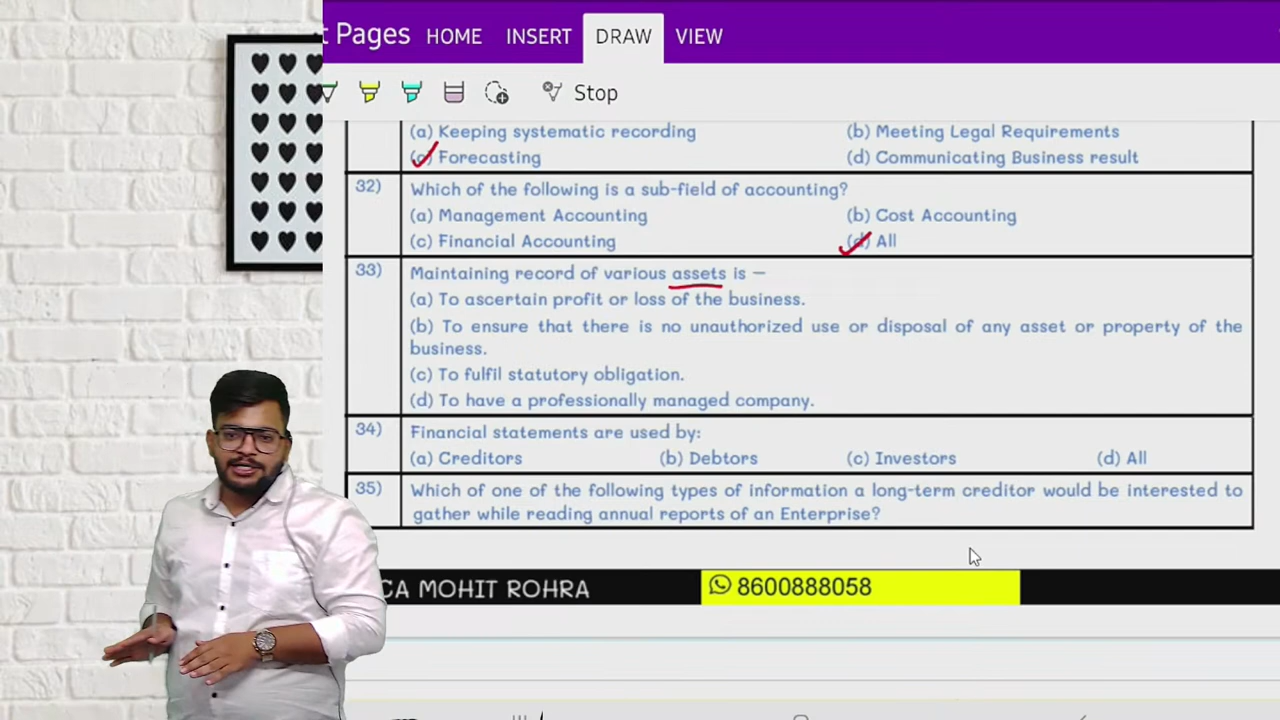 t Pages HOME INSERT DRAW VIEW
Stop
(a) Keeping systematic recording (b) Meeting Legal Requirements
(c) Forecasting (d) Communicating Business result
32) Which of the following is a sub-field of accounting?
(a) Management Accounting (b) Cost Accounting
(c) Financial Accounting (d) All
33) Maintaining record of various assets is –
(a) To ascertain profit or loss of the business.
(b) To ensure that there is no unauthorized use or disposal of any asset or property of the
business.
(c) To fulfil statutory obligation.
(d) To have a professionally managed company.
34) Financial statements are used by:
(a) Creditors (b) Debtors (c) Investors (d) All
35) Which of one of the following types of information a long-term creditor would be interested to
gather while reading annual reports of an Enterprise?
CA MOHIT ROHRA 8600888058